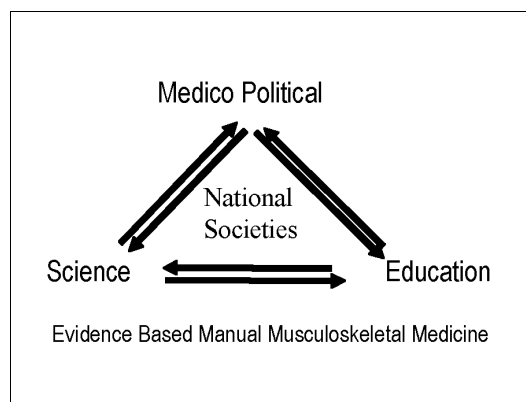 Medico Political
National
Societies
Science
Education
Evidence Based Manual Musculoskeletal Medicine